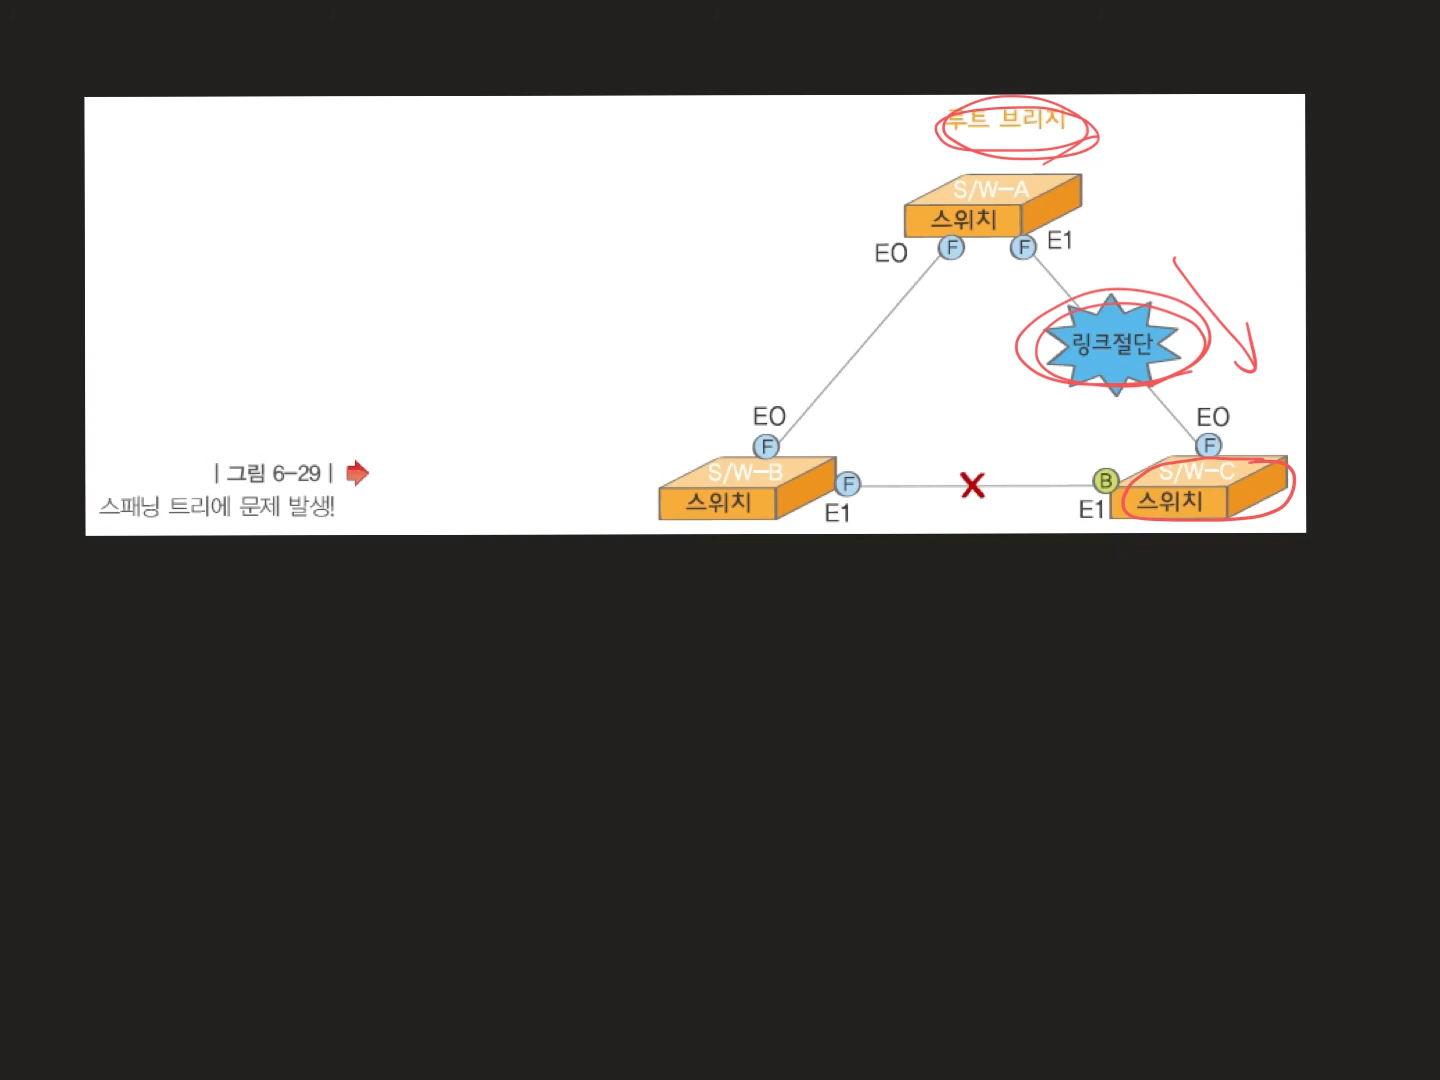 루트 브리지
S/W-A
스위치
E0
F
F
E1
링크절단
E0
F
E0
F
S/W-B
스위치
F
E1
B
E1
S/W-C
스위치
| 그림 6-29 |
스패닝 트리에 문제 발생!